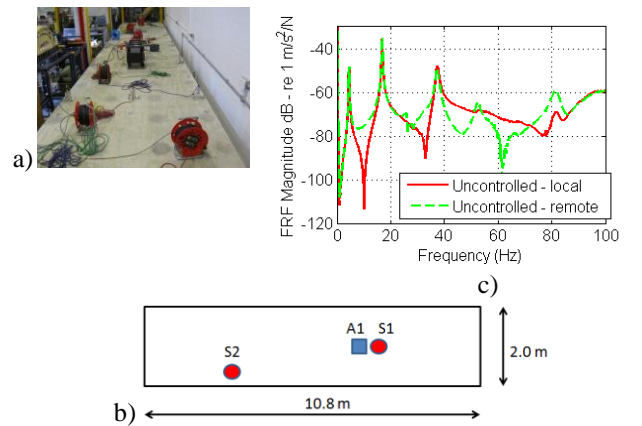 a)
c)
FRF Magnitude dB - re 1 m/s²/N
-40
-60
-80
-100
-120
0
20
40
60
80
100
Uncontrolled - local
Uncontrolled - remote
Frequency (Hz)
b)
A1
S1
S2
2.0 m
10.8 m